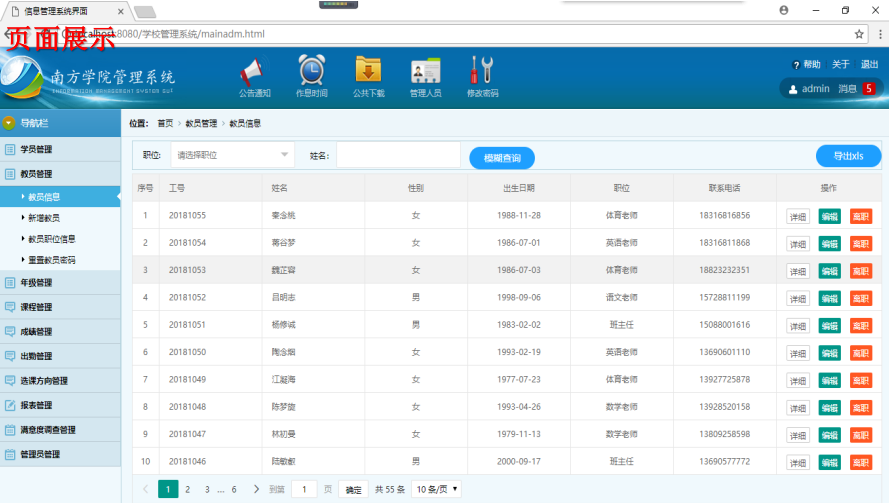 信息管理系统界面
localhost:8080/学校管理系统/mainadm.html
页面展示
南方学院管理系统
INFORMATION MANAGEMENT SYSTEM GUI
公告通知 作息时间 公共下载 管理人员 修改密码
帮助 关于 退出
admin 消息 5
导航栏
位置： 首页 > 教员管理 > 教员信息
学员管理
教员管理
教员信息
新增教员
教员职位信息
重置教员密码
年级管理
课程管理
成绩管理
出勤管理
选课方向管理
报表管理
满意度调查管理
管理员管理
职位: 请选择职位 姓名: 模糊查询 导出xls
序号 工号 姓名 性别 出生日期 职位 联系电话 操作
1 20181055 秦念桃 女 1988-11-28 体育老师 18316816856 详细 编辑 离职
2 20181054 蒋谷梦 女 1986-07-01 英语老师 18316811868 详细 编辑 离职
3 20181053 魏芷容 女 1986-07-03 体育老师 18823232351 详细 编辑 离职
4 20181052 吕明志 男 1998-09-06 语文老师 15728811199 详细 编辑 离职
5 20181051 杨修诚 男 1983-02-02 班主任 15088001616 详细 编辑 离职
6 20181050 陶念烟 女 1993-02-19 英语老师 13690601110 详细 编辑 离职
7 20181049 江凝海 女 1977-07-23 体育老师 13927725878 详细 编辑 离职
8 20181048 陈梦旋 女 1993-04-26 数学老师 13928520158 详细 编辑 离职
9 20181047 林初曼 女 1979-11-13 数学老师 13809258598 详细 编辑 离职
10 20181046 陆敏叡 男 2000-09-17 班主任 13690577772 详细 编辑 离职
1 2 3 … 6 到第 1 页 确定 共 55 条 10 条/页